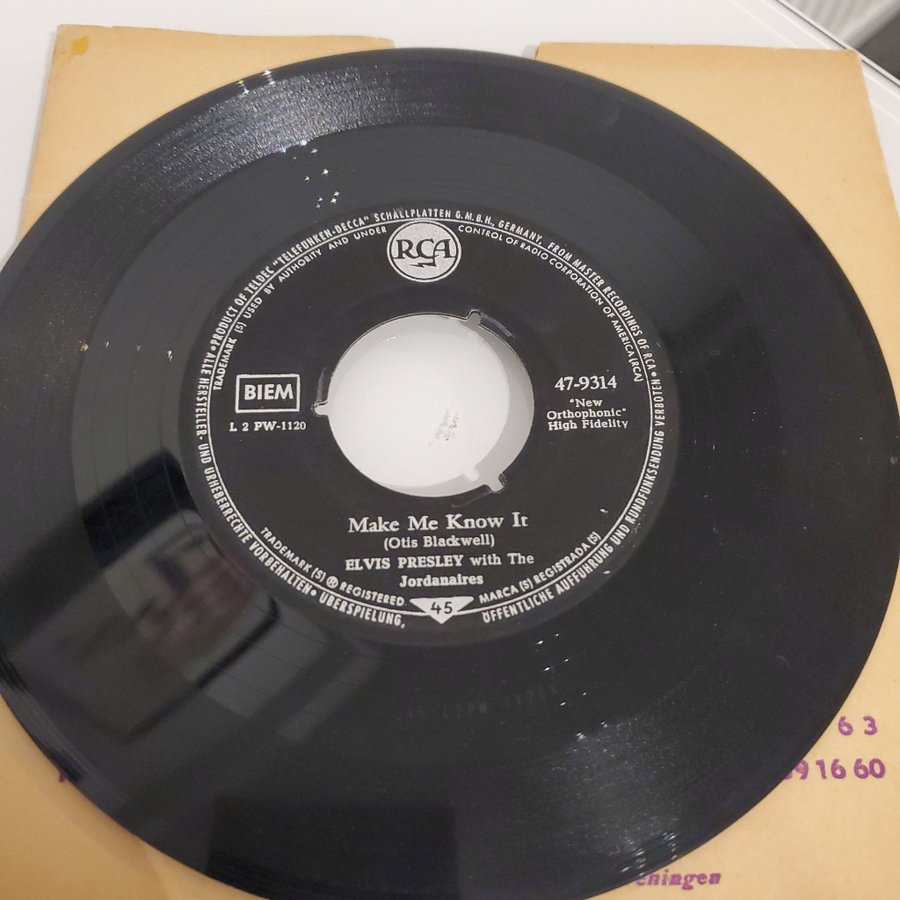 PRODUCT OF TELDEC "TELEFUNKEN-DECCA" SCHALLPLATTEN G.M.B.H., GERMANY, FROM MASTER RECORDINGS OF RCA •
ALLE HERSTELLER- UND URHEBERRECHTE VORBEHALTEN • ÜBERSPIELUNG, ÖFFENTLICHE AUFFÜHRUNG UND RUNDFUNKSENDUNG VERBOTEN
TRADEMARK (S) USED BY AUTHORITY AND UNDER CONTROL OF RADIO CORPORATION OF AMERICA (RCA)
RCA
BIEM
L 2 PW-1120
47-9314
"New
Orthophonic"
High Fidelity
Make Me Know It
(Otis Blackwell)
ELVIS PRESLEY with The
Jordanaires
TRADEMARK (S) ® REGISTERED
MARCA (S) REGISTRADA (S)
45
6 3
91660